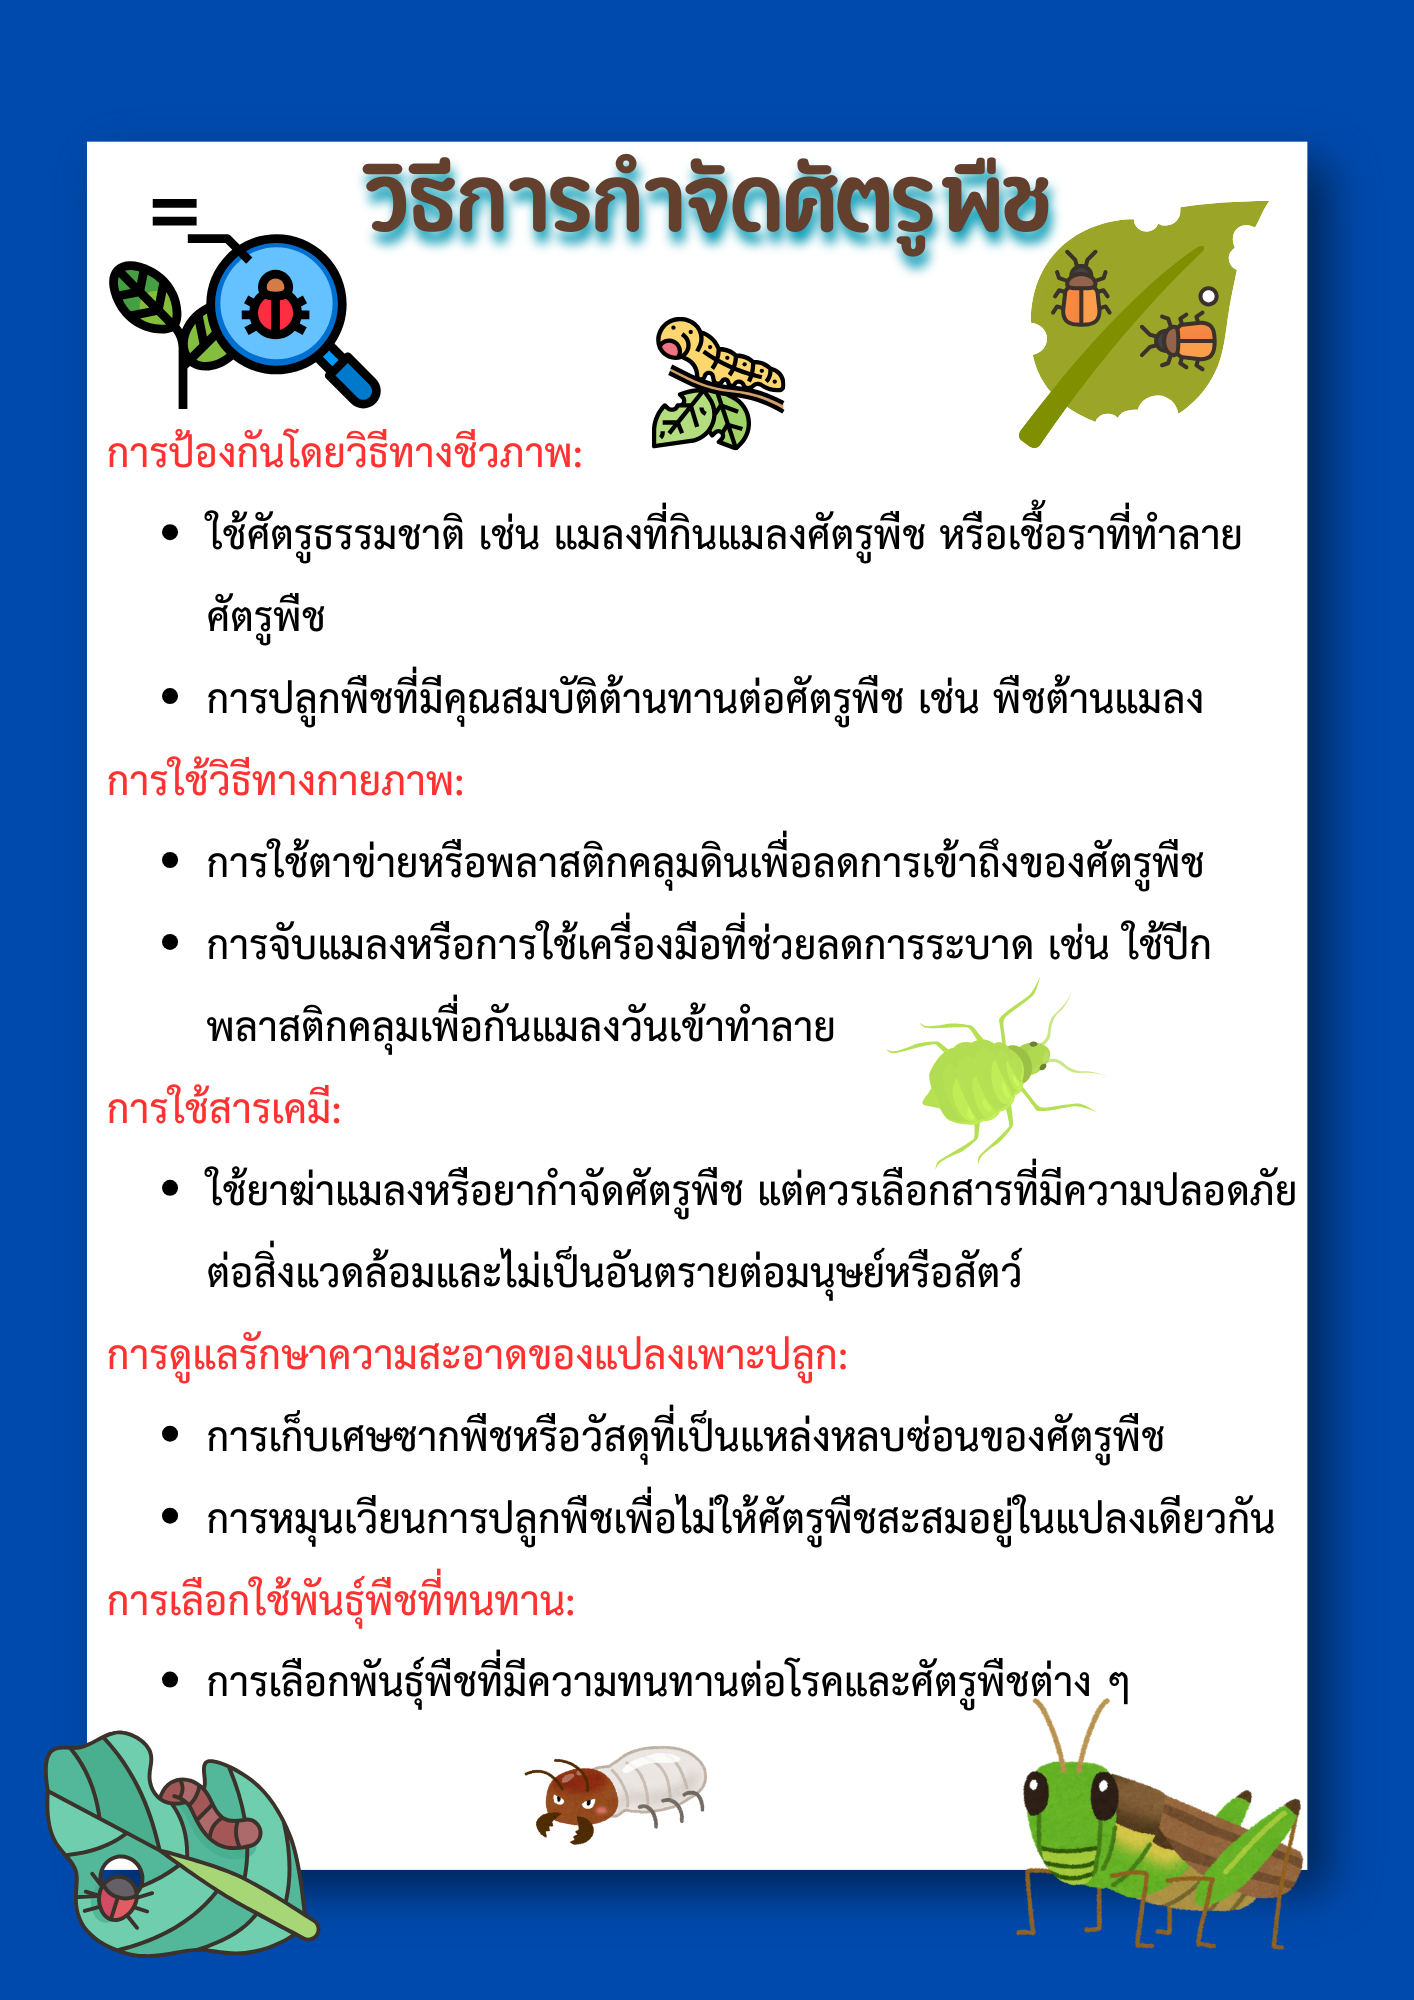 วิธีการกำจัดศัตรูพืช
การป้องกันโดยวิธีทางชีวภาพ:
• ใช้ศัตรูธรรมชาติ เช่น แมลงที่กินแมลงศัตรูพืช หรือเชื้อราที่ทำลาย
ศัตรูพืช
• การปลูกพืชที่มีคุณสมบัติต้านทานต่อศัตรูพืช เช่น พืชต้านแมลง
การใช้วิธีทางกายภาพ:
• การใช้ตาข่ายหรือพลาสติกคลุมดินเพื่อลดการเข้าถึงของศัตรูพืช
• การจับแมลงหรือการใช้เครื่องมือที่ช่วยลดการระบาด เช่น ใช้ปีก
พลาสติกคลุมเพื่อกันแมลงวันเข้าทำลาย
การใช้สารเคมี:
• ใช้ยาฆ่าแมลงหรือยากำจัดศัตรูพืช แต่ควรเลือกสารที่มีความปลอดภัย
ต่อสิ่งแวดล้อมและไม่เป็นอันตรายต่อมนุษย์หรือสัตว์
การดูแลรักษาความสะอาดของแปลงเพาะปลูก:
• การเก็บเศษซากพืชหรือวัสดุที่เป็นแหล่งหลบซ่อนของศัตรูพืช
• การหมุนเวียนการปลูกพืชเพื่อไม่ให้ศัตรูพืชสะสมอยู่ในแปลงเดียวกัน
การเลือกใช้พันธุ์พืชที่ทนทาน:
• การเลือกพันธุ์พืชที่มีความทนทานต่อโรคและศัตรูพืชต่าง ๆ